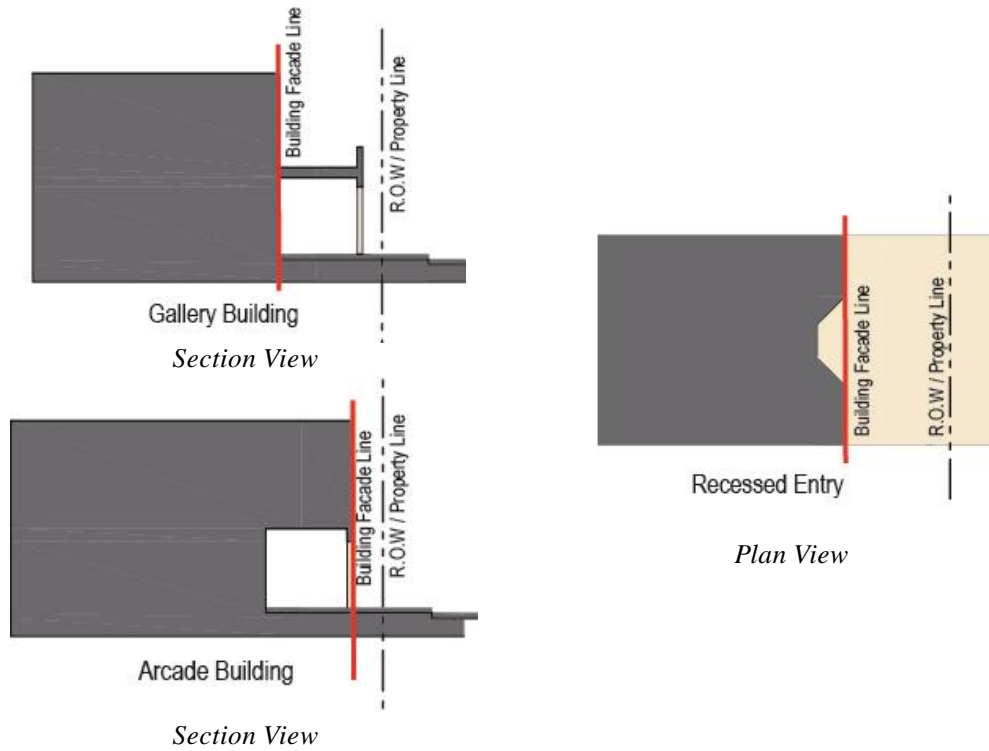 Building Facade Line
R.O.W / Property Line
Gallery Building
Section View
Building Facade Line
R.O.W / Property Line
Arcade Building
Section View
Building Facade Line
R.O.W / Property Line
Recessed Entry
Plan View